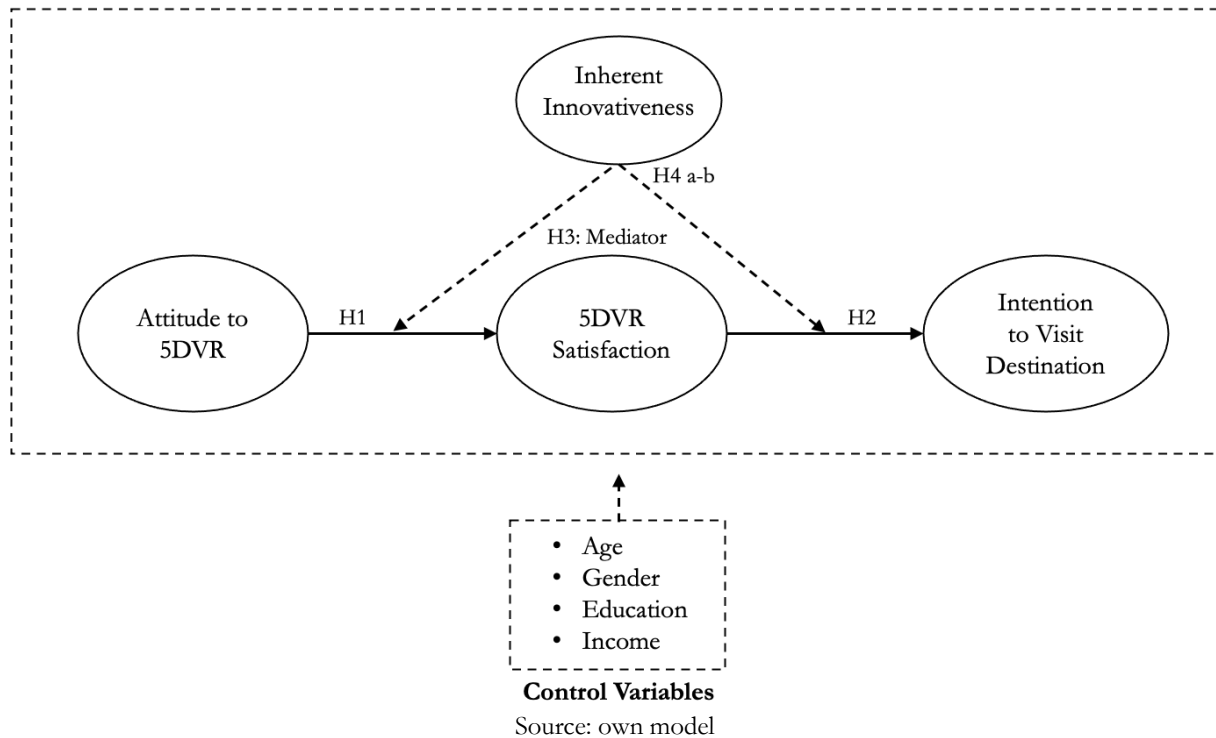 Inherent
Innovativeness
H4 a-b
H3: Mediator
Attitude to
5DVR
H1
5DVR
Satisfaction
H2
Intention
to Visit
Destination
• Age
• Gender
• Education
• Income
Control Variables
Source: own model